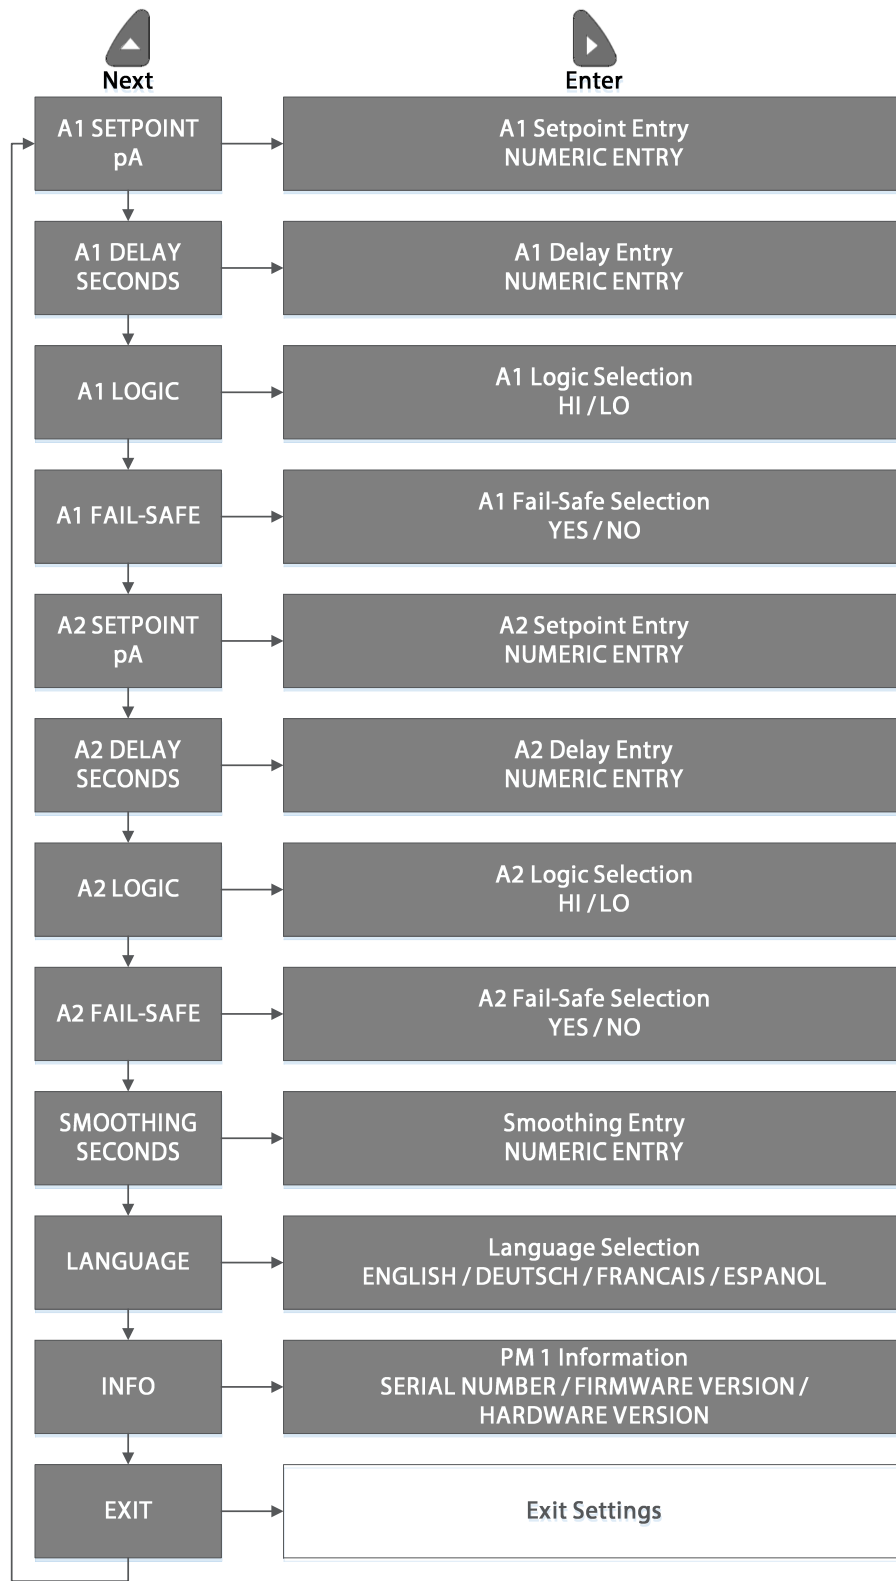 Next
Enter
A1 SETPOINT
pA
A1 Setpoint Entry
NUMERIC ENTRY
A1 DELAY
SECONDS
A1 Delay Entry
NUMERIC ENTRY
A1 LOGIC
A1 Logic Selection
HI / LO
A1 FAIL-SAFE
A1 Fail-Safe Selection
YES / NO
A2 SETPOINT
pA
A2 Setpoint Entry
NUMERIC ENTRY
A2 DELAY
SECONDS
A2 Delay Entry
NUMERIC ENTRY
A2 LOGIC
A2 Logic Selection
HI / LO
A2 FAIL-SAFE
A2 Fail-Safe Selection
YES / NO
SMOOTHING
SECONDS
Smoothing Entry
NUMERIC ENTRY
LANGUAGE
Language Selection
ENGLISH / DEUTSCH / FRANCAIS / ESPANOL
INFO
PM 1 Information
SERIAL NUMBER / FIRMWARE VERSION /
HARDWARE VERSION
EXIT
Exit Settings